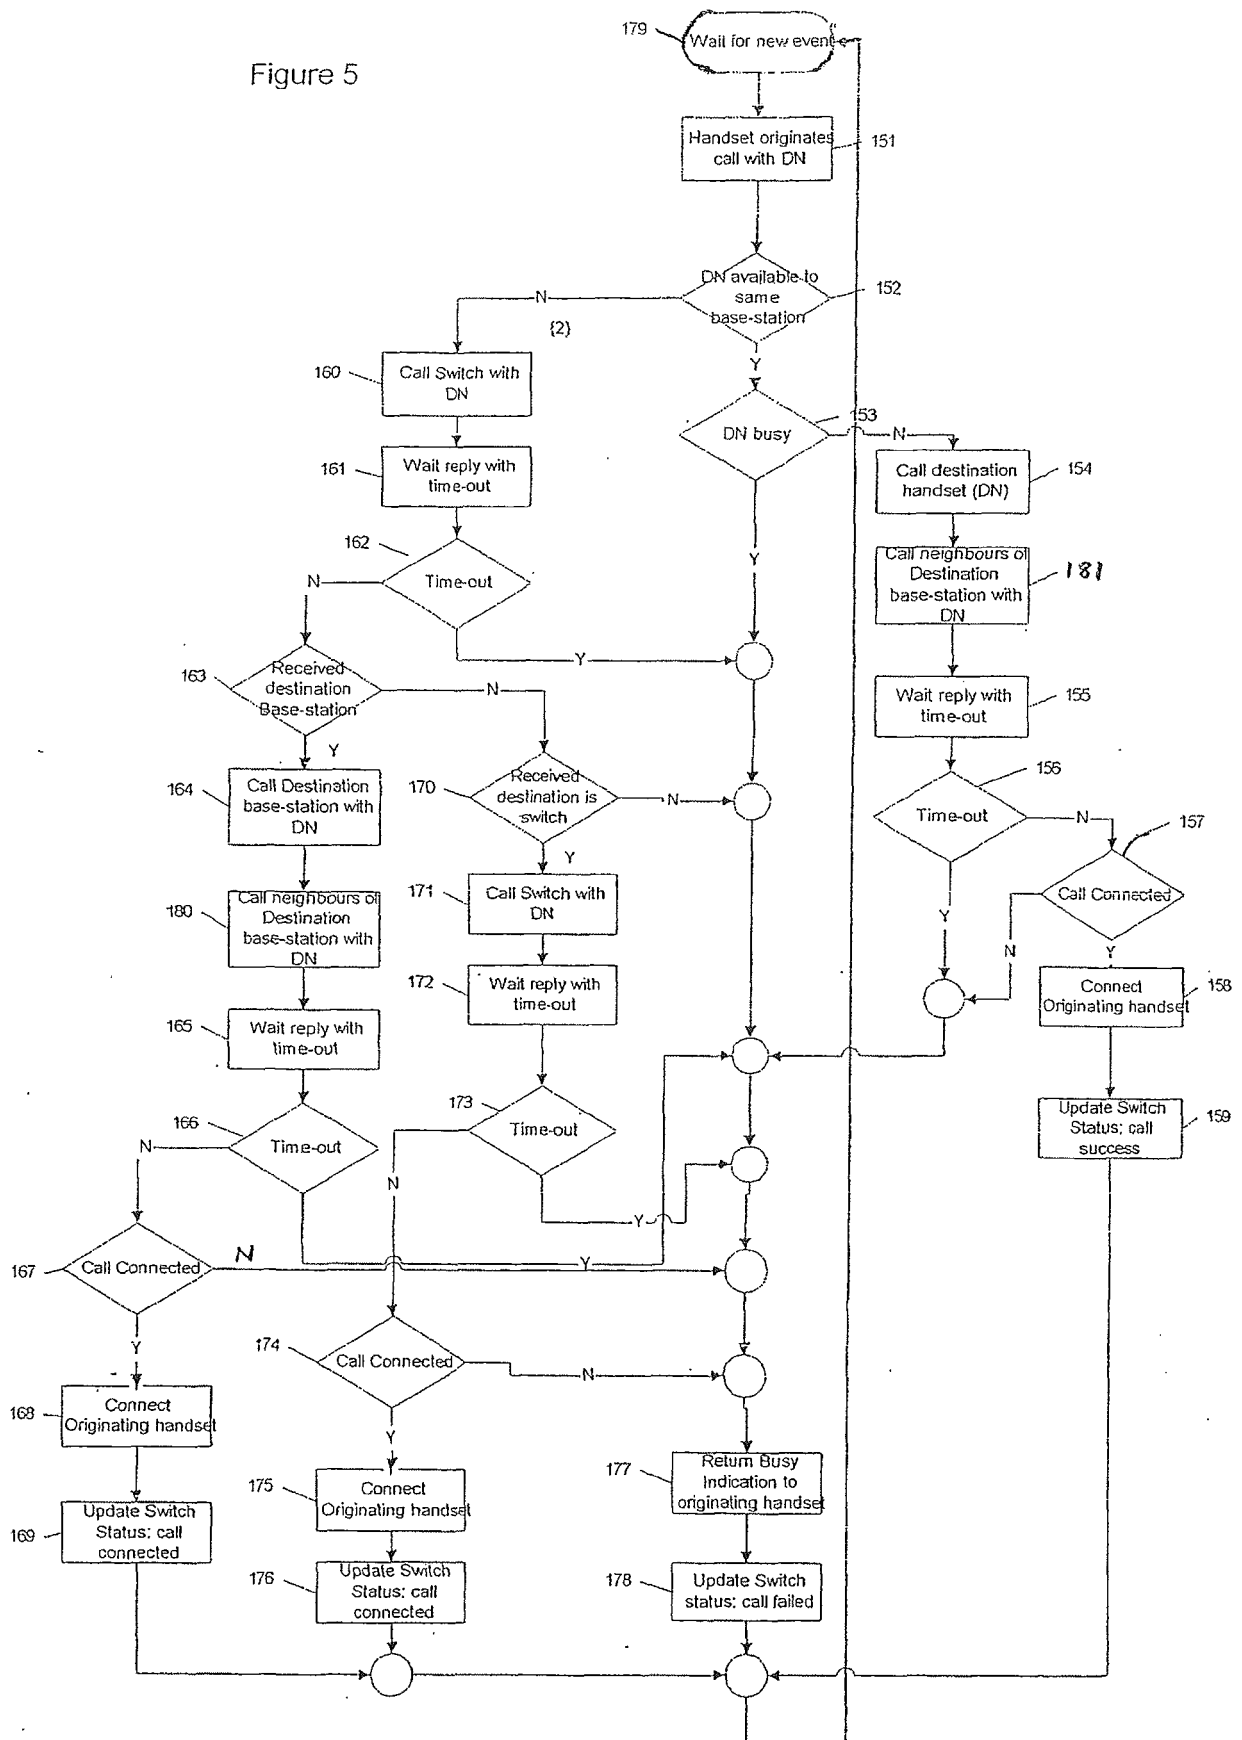 Figure 5
179
Wait for new event
Handset originates
call with DN
151
DN available to
same
base-station
152
N
{2}
Y
160
Call Switch with
DN
DN busy
153
N
161
Wait reply with
time-out
Call destination
handset (DN)
154
162
Time-out
N
Y
Y
Call neighbours of
Destination
base-station with
DN
181
163
Received
destination
Base-station
N
Y
Wait reply with
time-out
155
164
Call Destination
base-station with
DN
170
Received
destination is
switch
N
Y
156
Time-out
N
157
Call Connected
Y
N
Y
180
Call neighbours of
Destination
base-station with
DN
171
Call Switch with
DN
172
Wait reply with
time-out
Connect
Originating handset
158
165
Wait reply with
time-out
166
Time-out
N
173
Time-out
N
Y
Update Switch
Status: call
success
159
167
Call Connected
N
Y
Y
174
Call Connected
N
Y
168
Connect
Originating handset
175
Connect
Originating handset
177
Return Busy
Indication to
originating handset
169
Update Switch
Status: call
connected
176
Update Switch
Status: call
connected
178
Update Switch
status: call failed